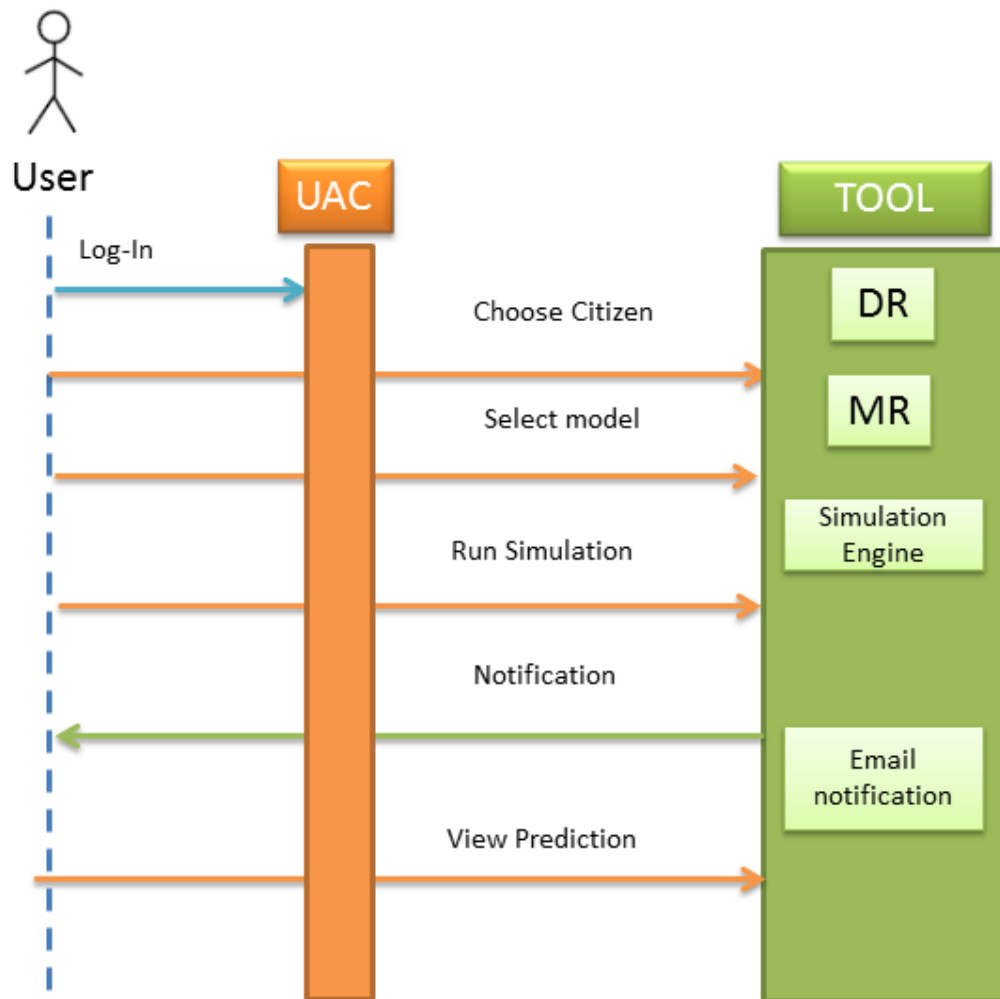 User
UAC
TOOL
Log-In
DR
Choose Citizen
MR
Select model
Simulation
Engine
Run Simulation
Notification
Email
notification
View Prediction